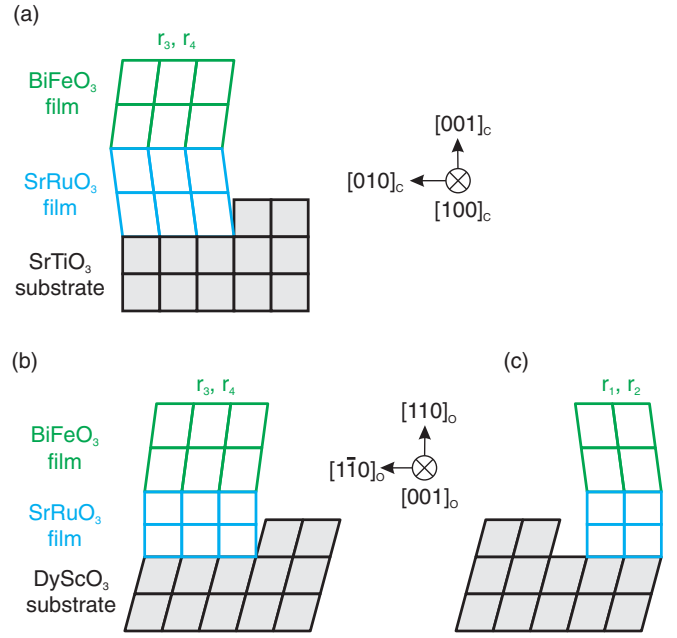 (a)
r₃, r₄
BiFeO₃
film
SrRuO₃
film
SrTiO₃
substrate
[001]C
[010]C
[100]C
(b)
r₃, r₄
BiFeO₃
film
SrRuO₃
film
DyScO₃
substrate
[110]O
[11̄0]O
[001]O
(c)
r₁, r₂